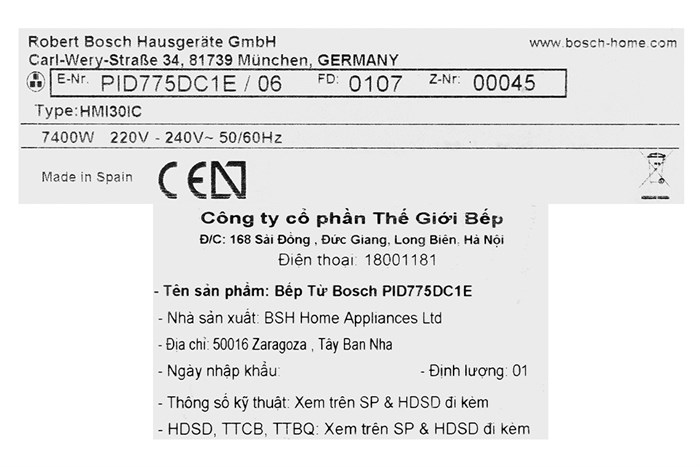 Robert Bosch Hausgeräte GmbH www.bosch-home.com
Carl-Wery-Straße 34, 81739 München, GERMANY
E-Nr. PID775DC1E / 06 FD: 0107 Z-Nr. 00045
Type:HMI30IC
7400W 220V - 240V~ 50/60Hz
Made in Spain CEN
Công ty cổ phần Thế Giới Bếp
Đ/C: 168 Sài Đồng , Đức Giang, Long Biên, Hà Nội
Điện thoại: 18001181
- Tên sản phẩm: Bếp Từ Bosch PID775DC1E
- Nhà sản xuất: BSH Home Appliances Ltd
- Địa chỉ: 50016 Zaragoza , Tây Ban Nha
- Ngày nhập khẩu: - Định lượng: 01
- Thông số kỹ thuật: Xem trên SP & HDSD đi kèm
- HDSD, TTCB, TTBQ: Xem trên SP & HDSD đi kèm